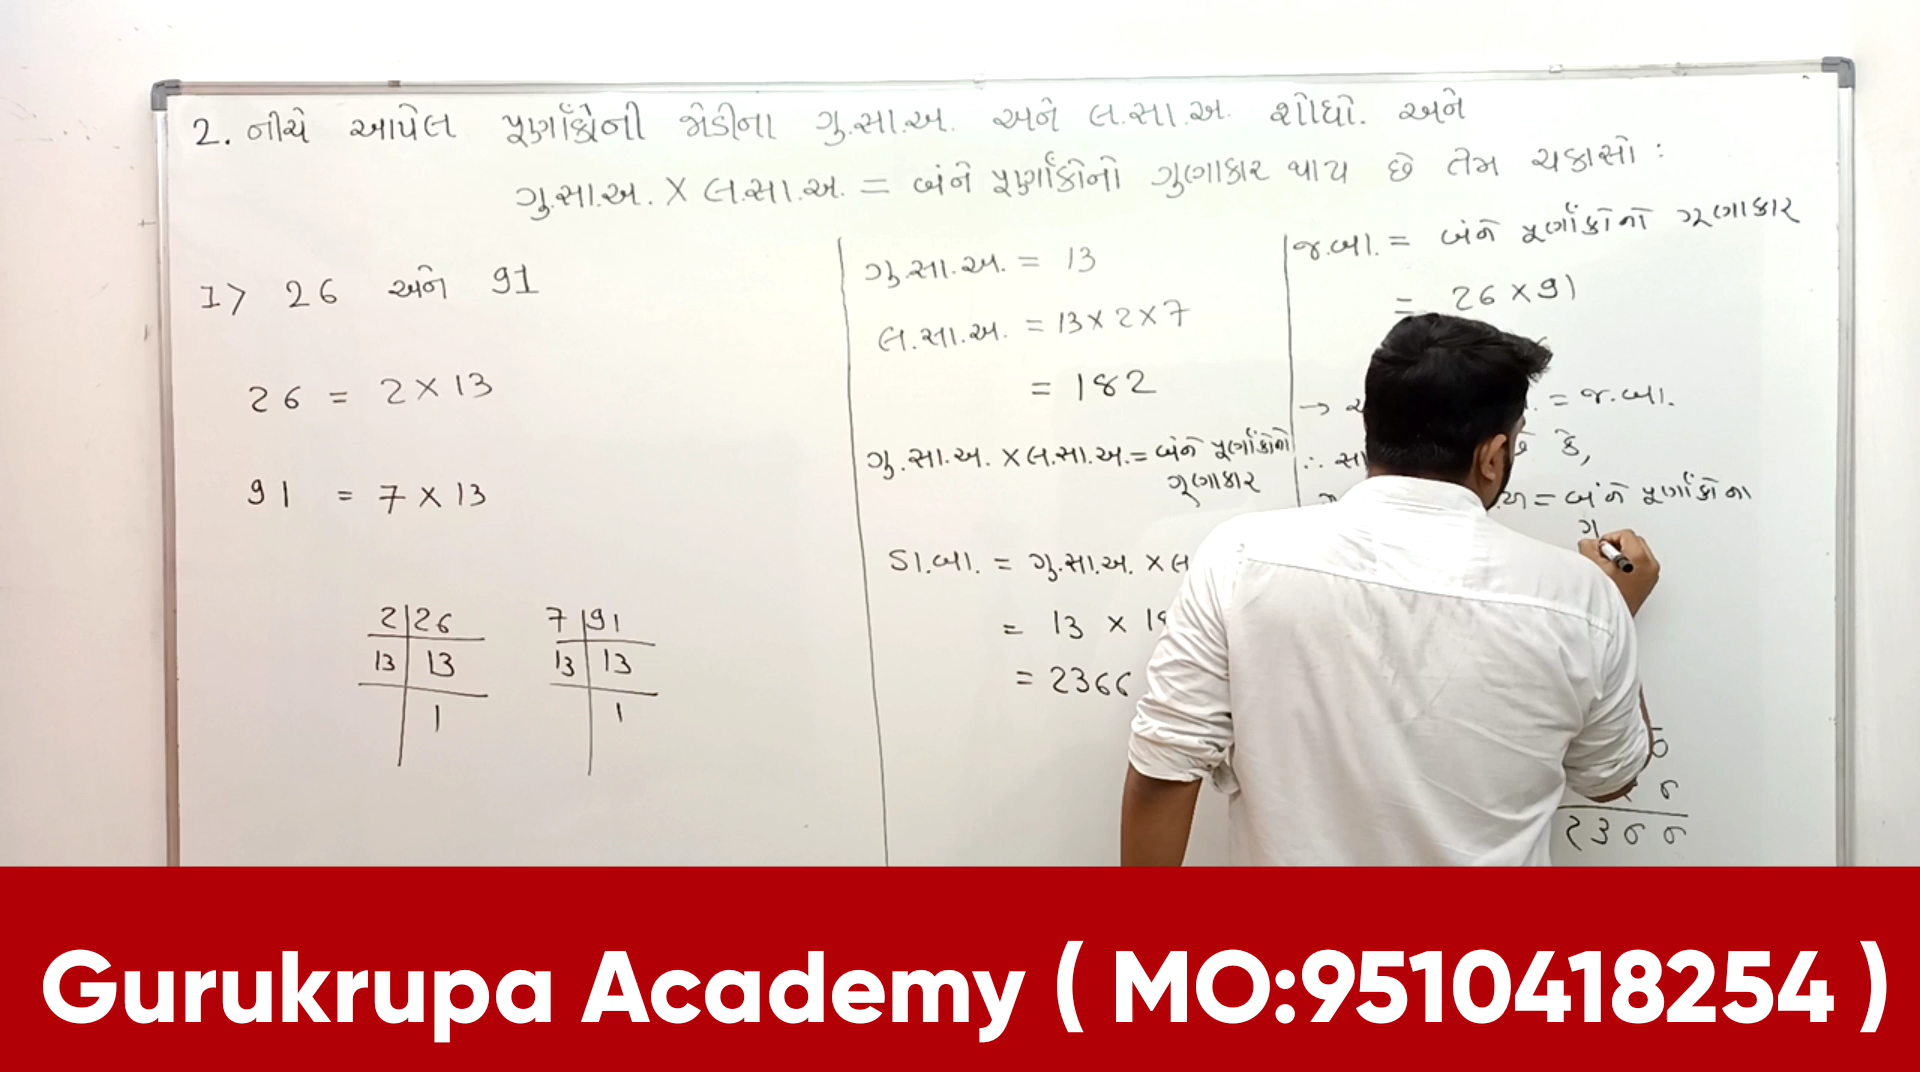 2. નીચે આપેલ પૂર્ણાંકોની જોડીના ગુ.સા.અ. અને લ.સા.અ. શોધો. અને
ગુ.સા.અ. X લ.સા.અ. = બંને પૂર્ણાંકોનો ગુણાકાર થાય છે તેમ ચકાસો :
1> 26 અને 91
26 = 2 X 13
91 = 7 X 13
2 26
13 13
1
7 91
13 13
1
ગુ.સા.અ. = 13
લ.સા.અ. = 13 X 2 X 7
= 182
ગુ.સા.અ. X લ.સા.અ. = બંને પૂર્ણાંકોનો
ગુણાકાર
ડા.બા. = ગુ.સા.અ. X લ
= 13 X 18
= 2366
જ.બા. = બંને પૂર્ણાંકોનો ગુણાકાર
= 26 X 91
→ = જ.બા.
∴ સા છે કે,
= બંને પૂર્ણાંકોના
ગુ
6
2366
Gurukrupa Academy ( MO:9510418254 )